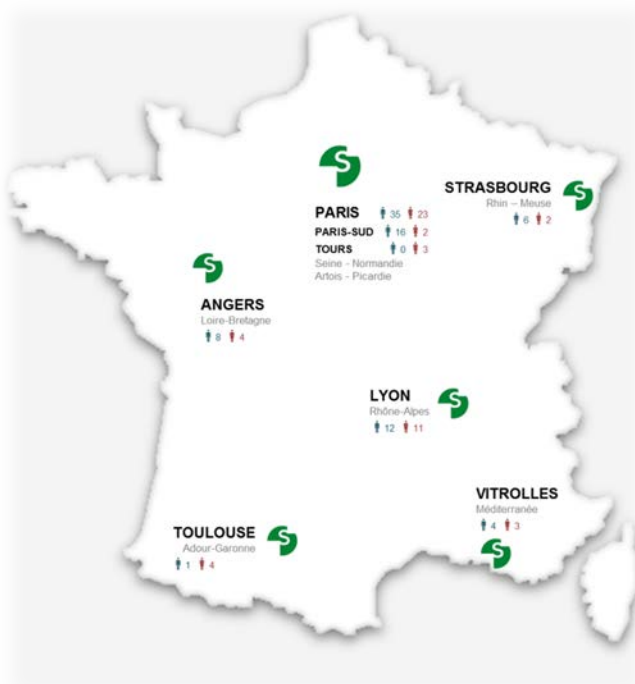 STRASBOURG
Rhin – Meuse
6 2
PARIS 35 23
PARIS-SUD 16 2
TOURS 0 3
Seine - Normandie
Artois - Picardie
ANGERS
Loire-Bretagne
8 4
LYON
Rhône-Alpes
12 11
VITROLLES
Méditerranée
4 3
TOULOUSE
Adour-Garonne
1 4